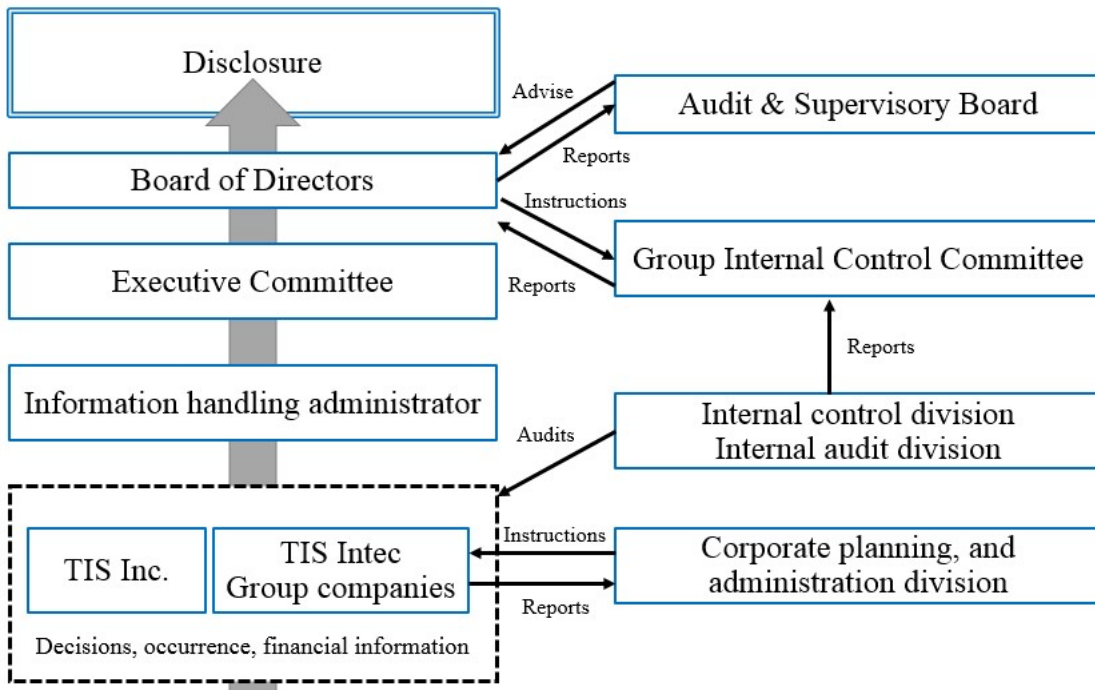 Disclosure
Advise
Audit & Supervisory Board
Reports
Board of Directors
Instructions
Group Internal Control Committee
Executive Committee
Reports
Reports
Information handling administrator
Internal control division
Internal audit division
Audits
TIS Inc.
TIS Intec
Group companies
Instructions
Reports
Corporate planning, and
administration division
Decisions, occurrence, financial information